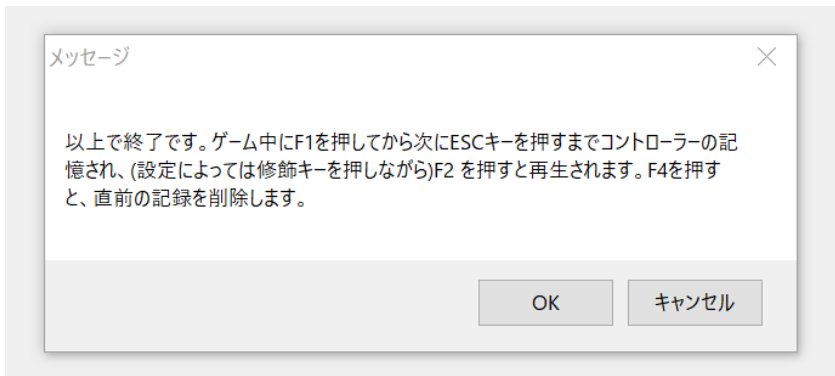 メッセージ
以上で終了です。ゲーム中にF1を押してから次にESCキーを押すまでコントローラーの記
憶され、(設定によっては修飾キーを押しながら)F2 を押すと再生されます。F4を押す
と、直前の記録を削除します。
OK
キャンセル